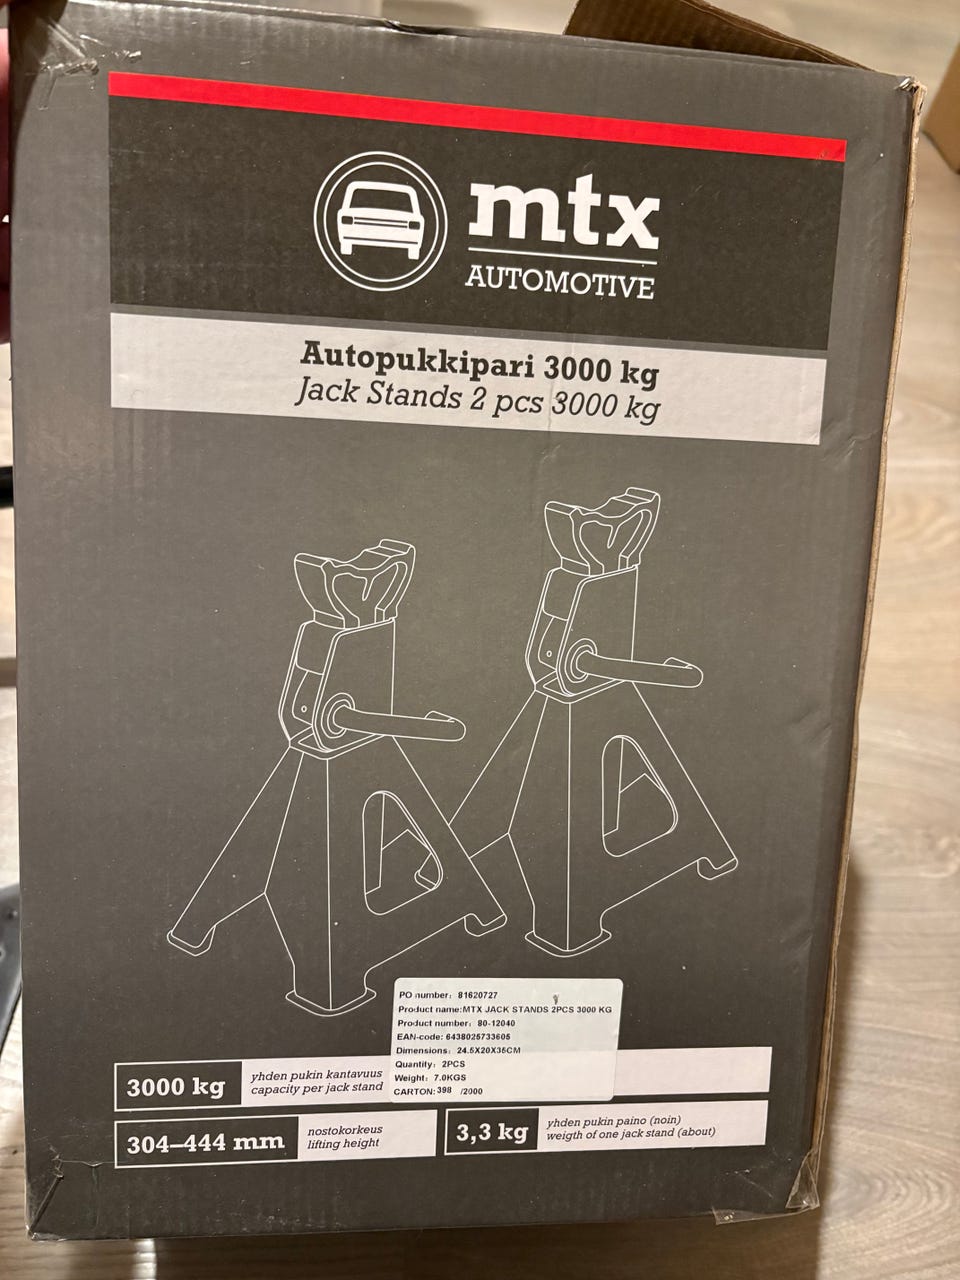 mtx
AUTOMOTIVE
Autopukkipari 3000 kg
Jack Stands 2 pcs 3000 kg
PO number: 81620727
Product name:MTX JACK STANDS 2PCS 3000 KG
Product number: 80-12040
EAN-code: 6438025733605
Dimensions: 24.5X20X35CM
Quantity: 2PCS
Weight: 7.0KGS
CARTON: 398 /2000
3000 kg
yhden pukin kantavuus
capacity per jack stand
304–444 mm
nostokorkeus
lifting height
3,3 kg
yhden pukin paino (noin)
weigth of one jack stand (about)